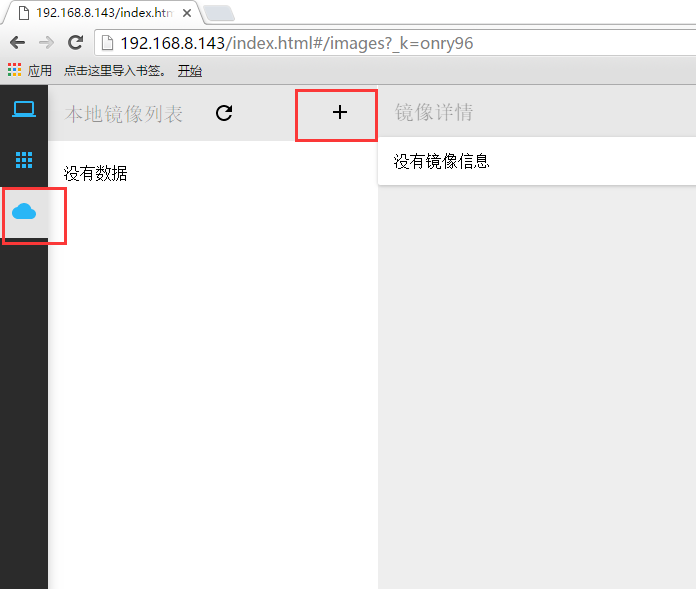 192.168.8.143/index.htm
192.168.8.143/index.html#/images?_k=onry96
应用 点击这里导入书签。 开始
本地镜像列表 镜像详情
没有镜像信息
没有数据